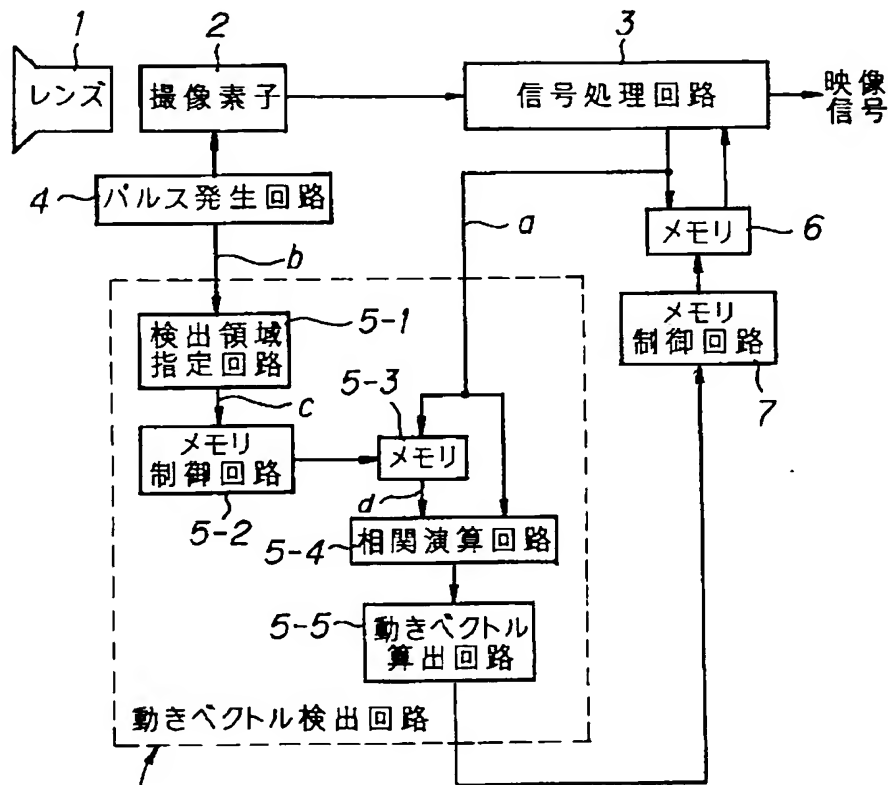 1
レンズ
2
撮像素子
3
信号処理回路
映像
信号
4
パルス発生回路
a
b
メモリ
6
メモリ
制御回路
7
検出領域
指定回路
5-1
c
メモリ
制御回路
5-2
5-3
メモリ
d
5-4
相関演算回路
5-5
動きベクトル
算出回路
動きベクトル検出回路